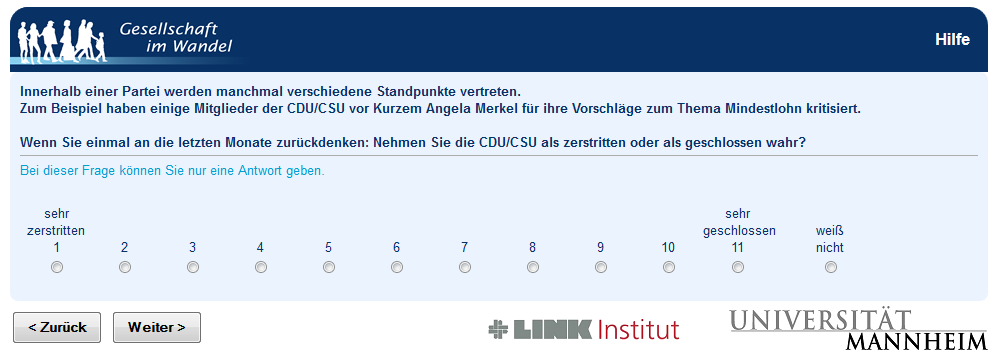 Gesellschaft
im Wandel
Hilfe
Innerhalb einer Partei werden manchmal verschiedene Standpunkte vertreten.
Zum Beispiel haben einige Mitglieder der CDU/CSU vor Kurzem Angela Merkel für ihre Vorschläge zum Thema Mindestlohn kritisiert.
Wenn Sie einmal an die letzten Monate zurückdenken: Nehmen Sie die CDU/CSU als zerstritten oder als geschlossen wahr?
Bei dieser Frage können Sie nur eine Antwort geben.
sehr sehr
zerstritten geschlossen weiß
1 2 3 4 5 6 7 8 9 10 11 nicht
< Zurück Weiter >
LINK Institut
UNIVERSITÄT
MANNHEIM